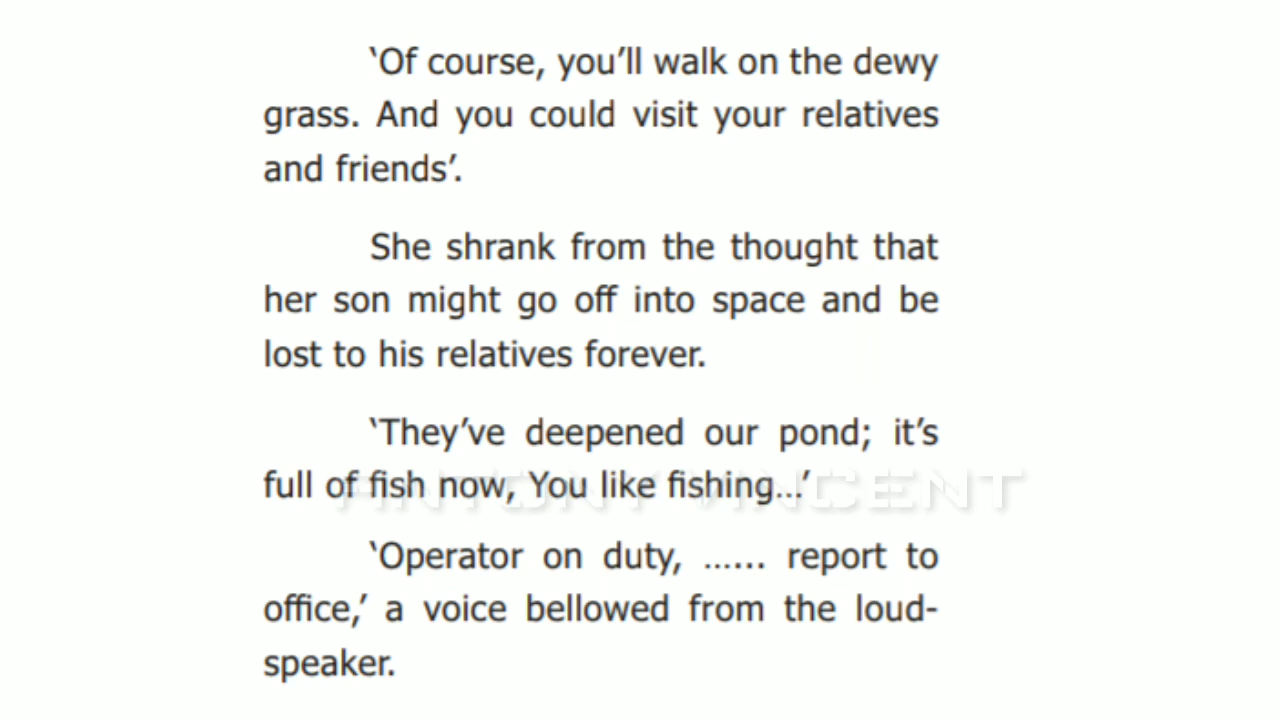 ‘Of course, you’ll walk on the dewy
grass. And you could visit your relatives
and friends’.
She shrank from the thought that
her son might go off into space and be
lost to his relatives forever.
‘They’ve deepened our pond; it’s
full of fish now, You like fishing...’
ANTONY VINCENT
‘Operator on duty, ...... report to
office,’ a voice bellowed from the loud-
speaker.